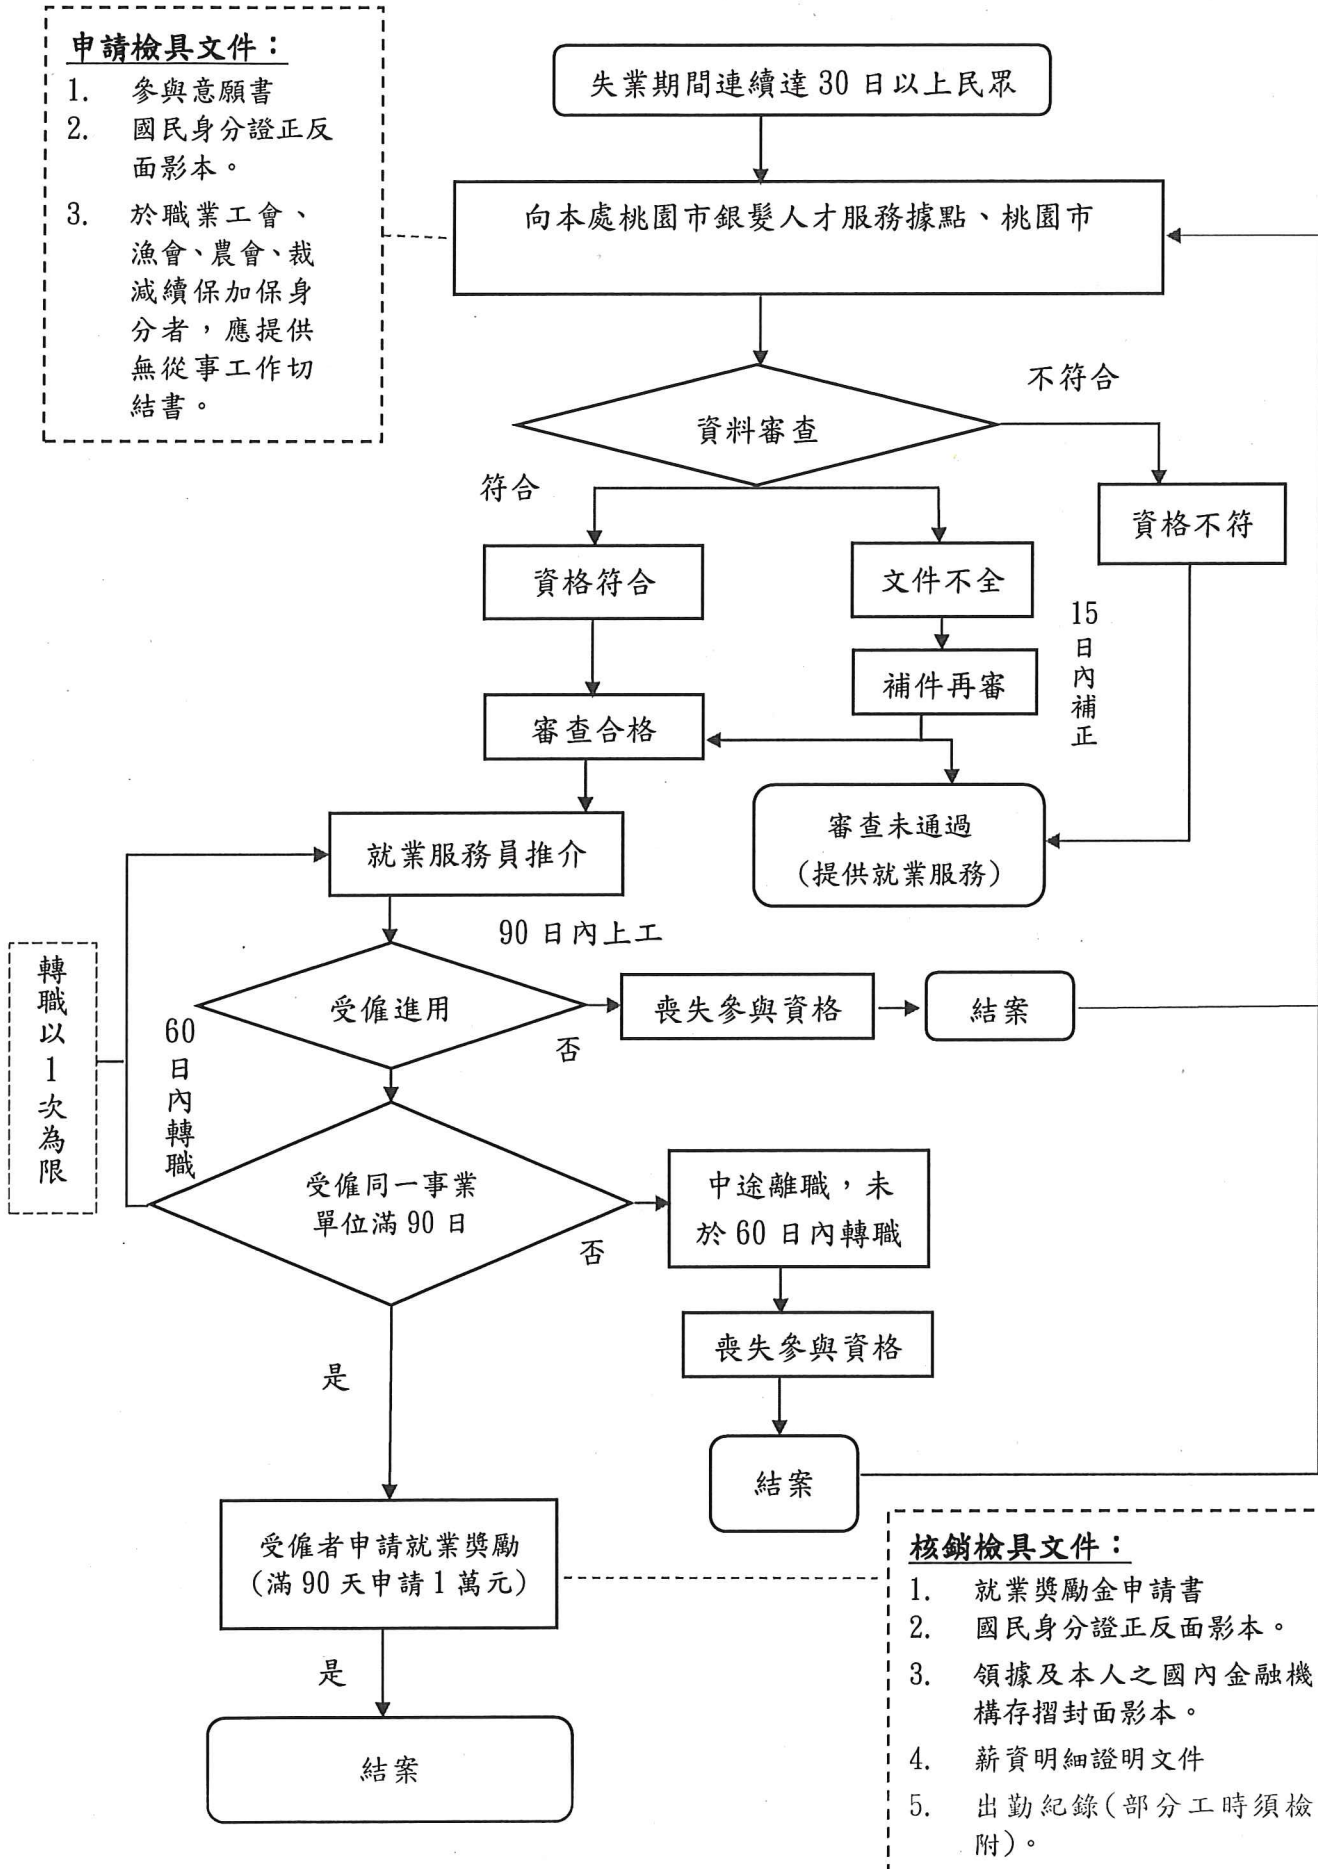 申請檢具文件：
1. 參與意願書
2. 國民身分證正反
面影本。
3. 於職業工會、
漁會、農會、裁
減續保加保身
分者，應提供
無從事工作切
結書。
失業期間連續達 30 日以上民眾
向本處桃園市銀髮人才服務據點、桃園市
資料審查
不符合
符合
資格符合
文件不全
資格不符
15
日
內
補
正
補件再審
審查合格
審查未通過
(提供就業服務)
就業服務員推介
90 日內上工
受僱進用
否
喪失參與資格
結案
轉
職
以
1
次
為
限
60
日
內
轉
職
受僱同一事業
單位滿 90 日
否
中途離職，未
於 60 日內轉職
喪失參與資格
結案
是
受僱者申請就業獎勵
(滿 90 天申請 1 萬元)
是
結案
核銷檢具文件：
1. 就業獎勵金申請書
2. 國民身分證正反面影本。
3. 領據及本人之國內金融機
構存摺封面影本。
4. 薪資明細證明文件
5. 出勤紀錄(部分工時須檢
附)。